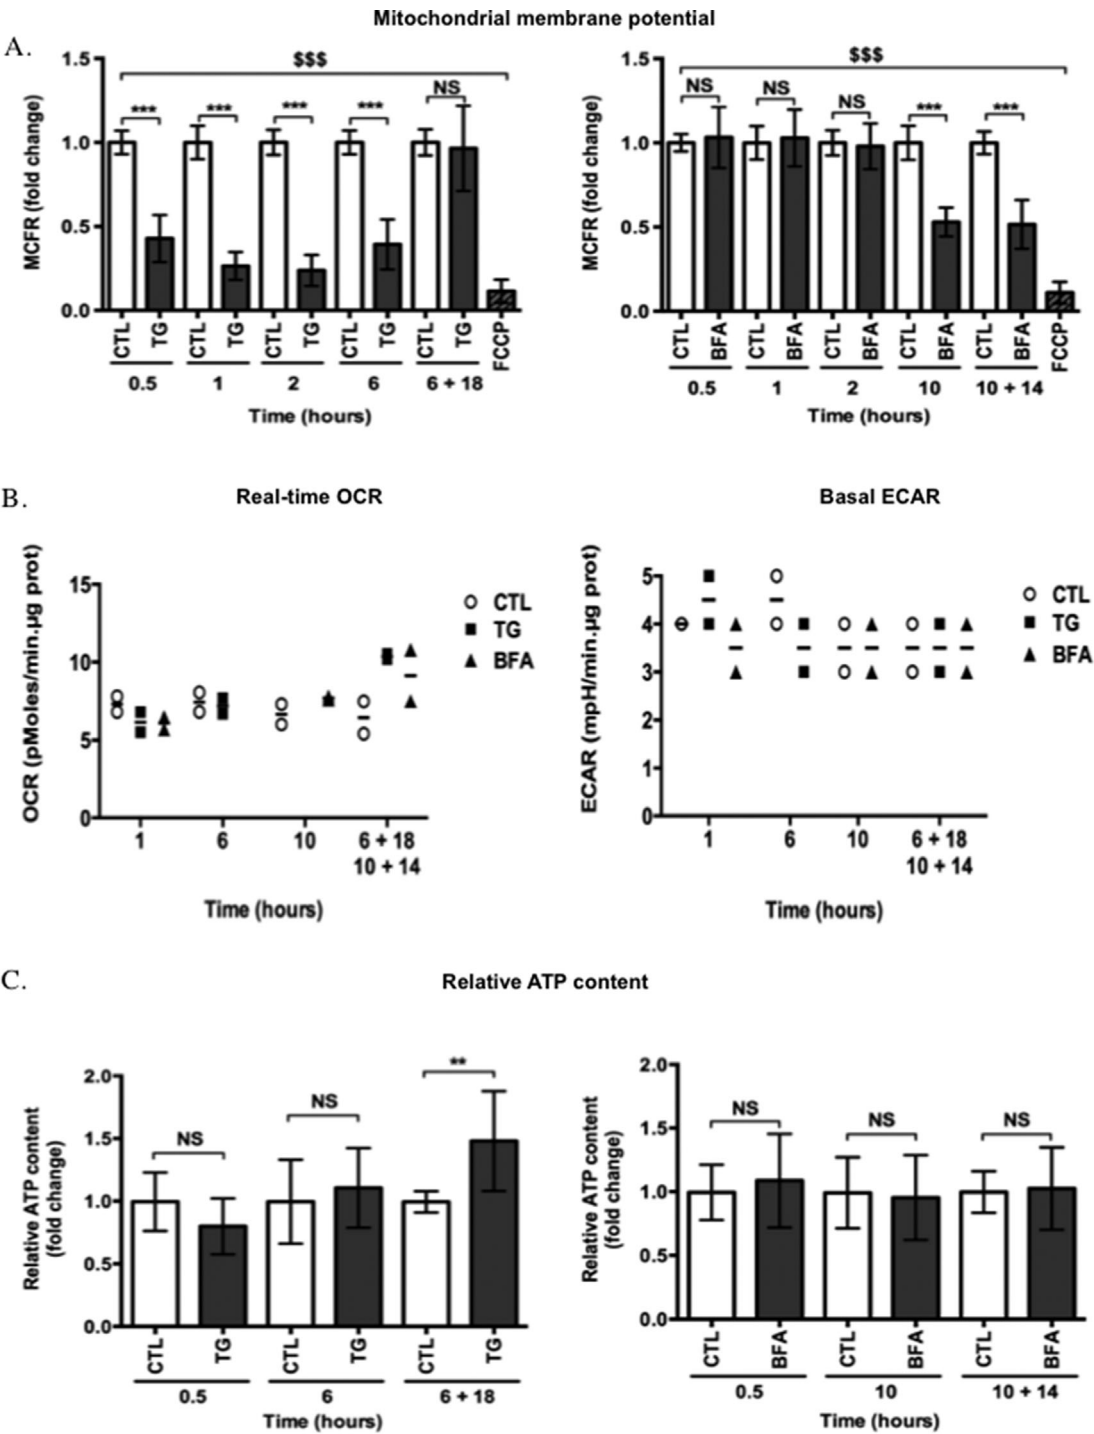 Mitochondrial membrane potential
A.
MCFR (fold change)
1.5
1.0
0.5
0.0
$$$
***
***
***
***
NS
CTL
TG
CTL
TG
CTL
TG
CTL
TG
CTL
TG
FCCP
0.5
1
2
6
6 + 18
Time (hours)
MCFR (fold change)
1.5
1.0
0.5
0.0
$$$
NS
NS
NS
***
***
CTL
BFA
CTL
BFA
CTL
BFA
CTL
BFA
CTL
BFA
FCCP
0.5
1
2
10
10 + 14
Time (hours)
B.
Real-time OCR
OCR (pMoles/min.µg prot)
15
10
5
0
CTL
TG
BFA
1
6
10
6 + 18
10 + 14
Time (hours)
Basal ECAR
ECAR (mpH/min.µg prot)
5
4
3
2
1
0
CTL
TG
BFA
1
6
10
6 + 18
10 + 14
Time (hours)
C.
Relative ATP content
Relative ATP content
(fold change)
2.0
1.5
1.0
0.5
0.0
NS
NS
**
CTL
TG
CTL
TG
CTL
TG
0.5
6
6 + 18
Time (hours)
Relative ATP content
(fold change)
2.0
1.5
1.0
0.5
0.0
NS
NS
NS
CTL
BFA
CTL
BFA
CTL
BFA
0.5
10
10 + 14
Time (hours)